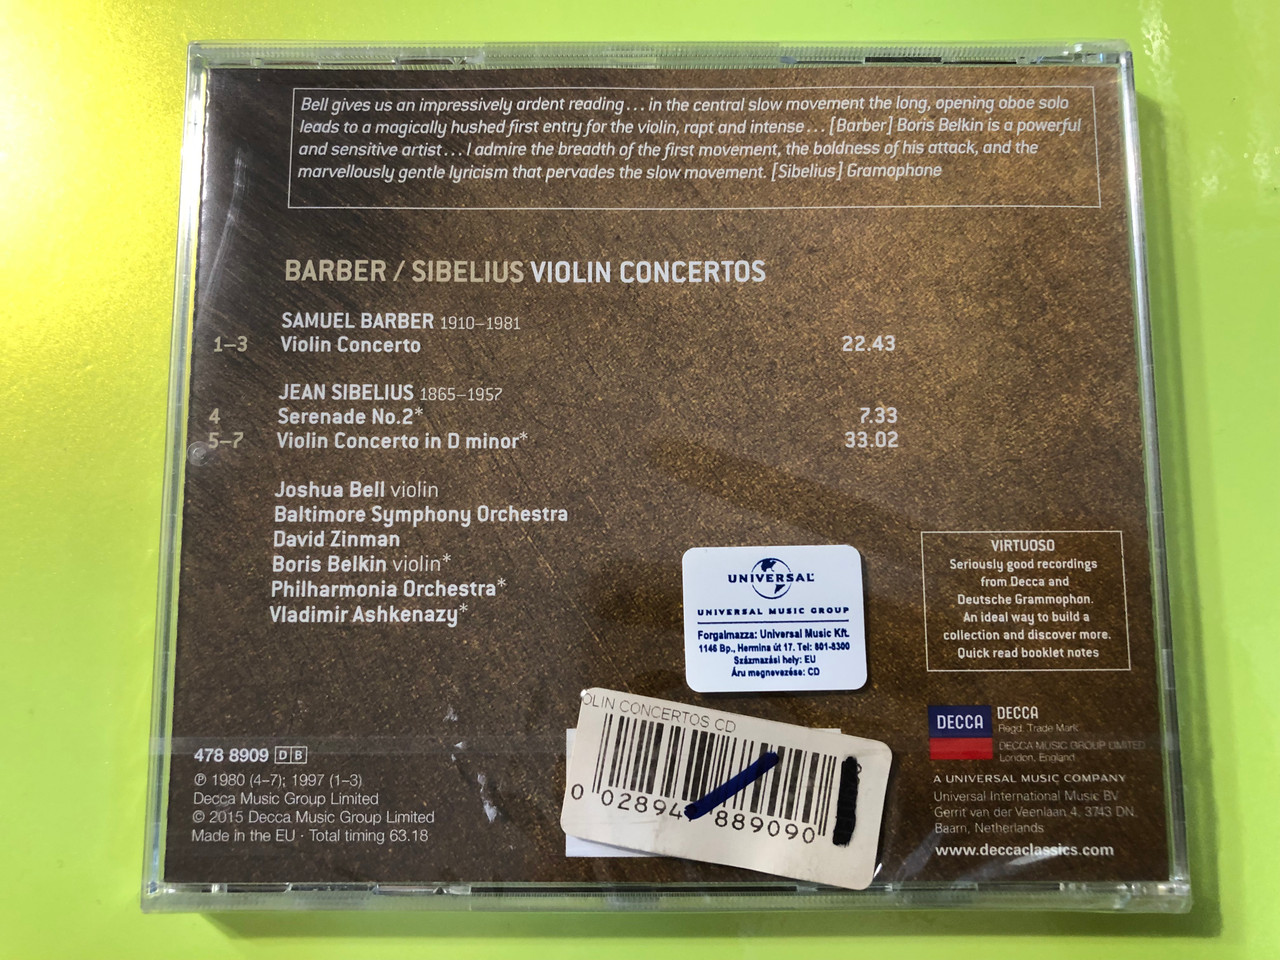 Bell gives us an impressively ardent reading...in the central slow movement the long, opening oboe solo
leads to a magically hushed first entry for the violin, rapt and intense... [Barber] Boris Belkin is a powerful
and sensitive artist...I admire the breadth of the first movement, the boldness of his attack, and the
marvellously gentle lyricism that pervades the slow movement. [Sibelius] Gramophone
BARBER / SIBELIUS VIOLIN CONCERTOS
SAMUEL BARBER 1910–1981
1–3 Violin Concerto 22.43
JEAN SIBELIUS 1865–1957
4 Serenade No.2* 7.33
5–7 Violin Concerto in D minor* 33.02
Joshua Bell violin
Baltimore Symphony Orchestra
David Zinman
Boris Belkin violin*
Philharmonia Orchestra*
Vladimir Ashkenazy*
VIRTUOSO
Seriously good recordings
from Decca and
Deutsche Grammophon.
An ideal way to build a
collection and discover more.
Quick read booklet notes
UNIVERSAL
UNIVERSAL MUSIC GROUP
Forgalmazza: Universal Music Kft.
1146 Bp., Hermina út 17. Tel: 801-8300
Származási hely: EU
Áru megnevezése: CD
OLIN CONCERTOS CD
0 02894 889090
478 8909 DB
℗ 1980 (4–7); 1997 (1–3)
Decca Music Group Limited
© 2015 Decca Music Group Limited
Made in the EU · Total timing 63.18
DECCA
DECCA
Regd. Trade Mark
DECCA MUSIC GROUP LIMITED
London, England
A UNIVERSAL MUSIC COMPANY
Universal International Music BV
Gerrit van der Veenlaan 4, 3743 DN,
Baarn, Netherlands
www.deccaclassics.com